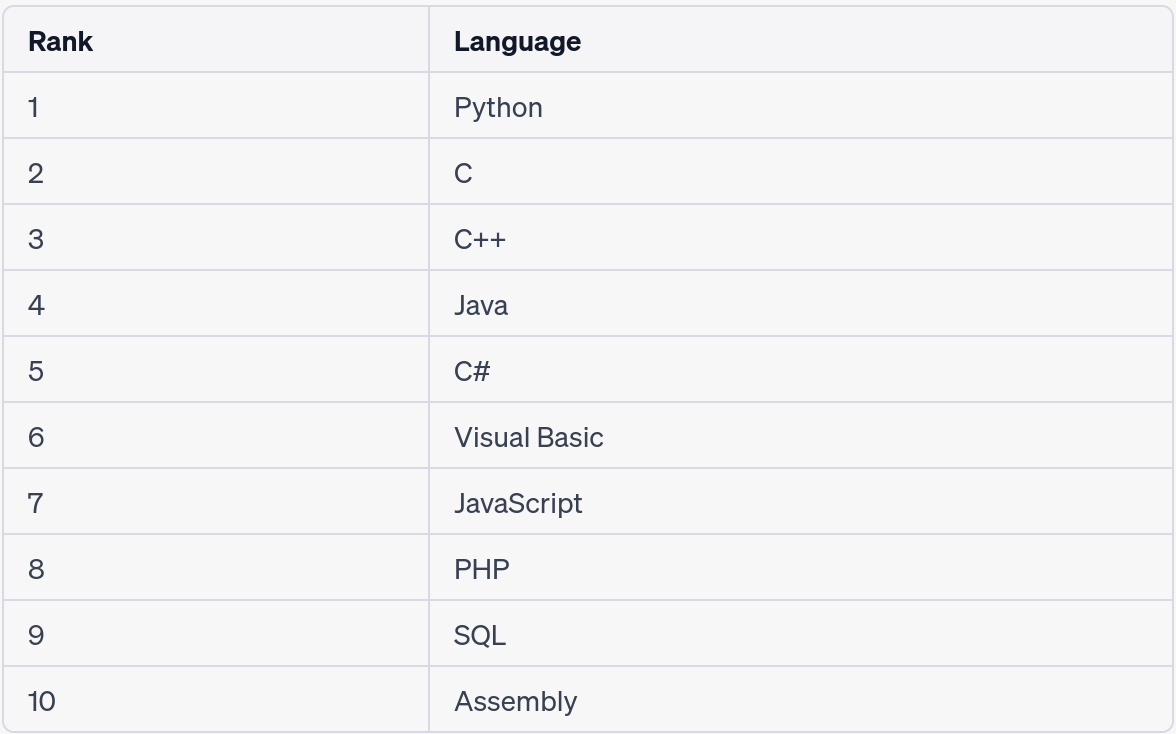 Rank Language
1 Python
2 C
3 C++
4 Java
5 C#
6 Visual Basic
7 JavaScript
8 PHP
9 SQL
10 Assembly